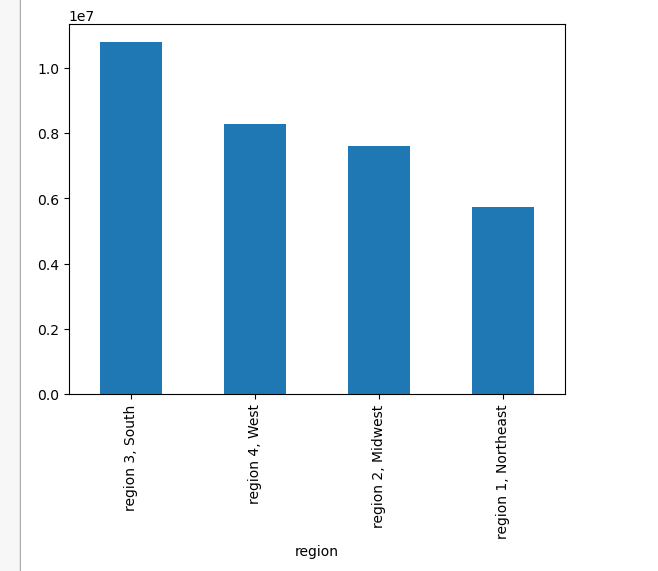 1e7
1.0
0.8
0.6
0.4
0.2
0.0
region 3, South
region 4, West
region 2, Midwest
region 1, Northeast
region